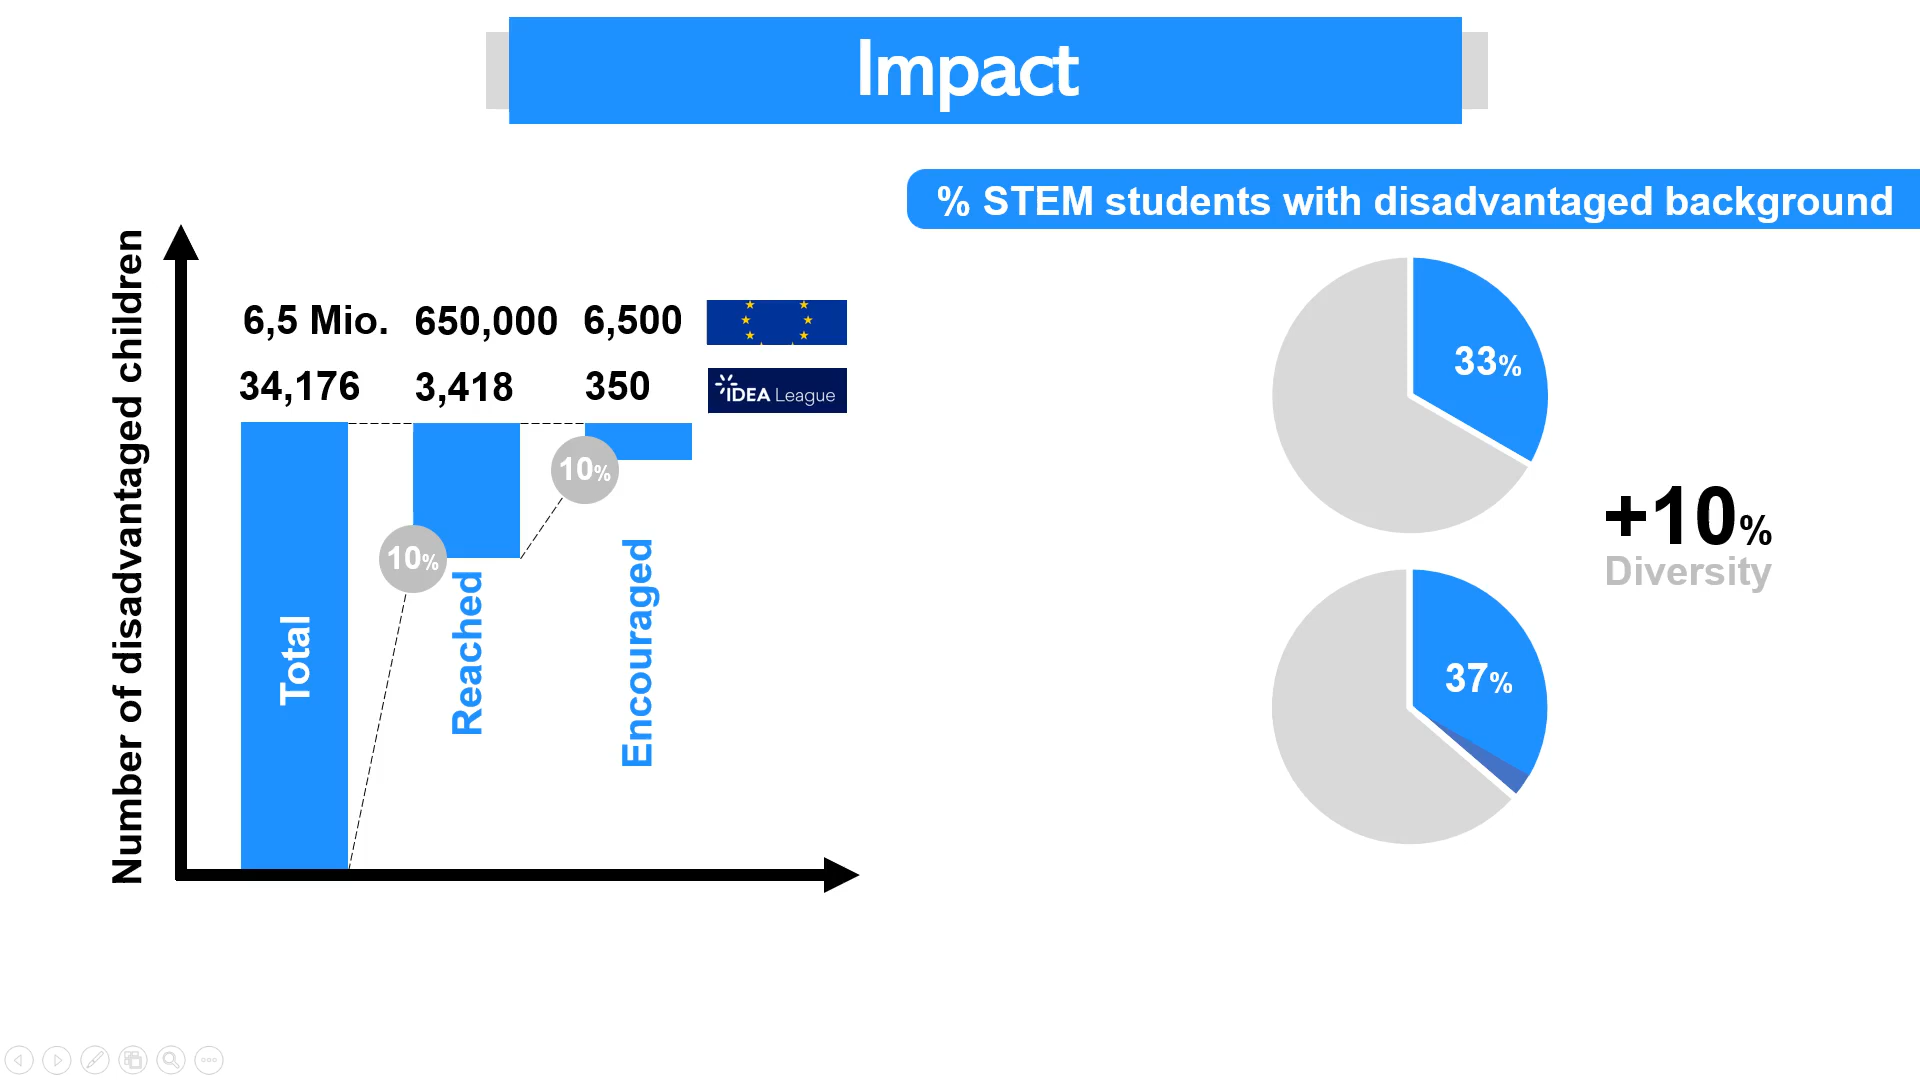 Impact
% STEM students with disadvantaged background
Number of disadvantaged children
6,5 Mio. 650,000 6,500
34,176 3,418 350 IDEA League
10%
10%
Total
Reached
Encouraged
33%
+10%
Diversity
37%